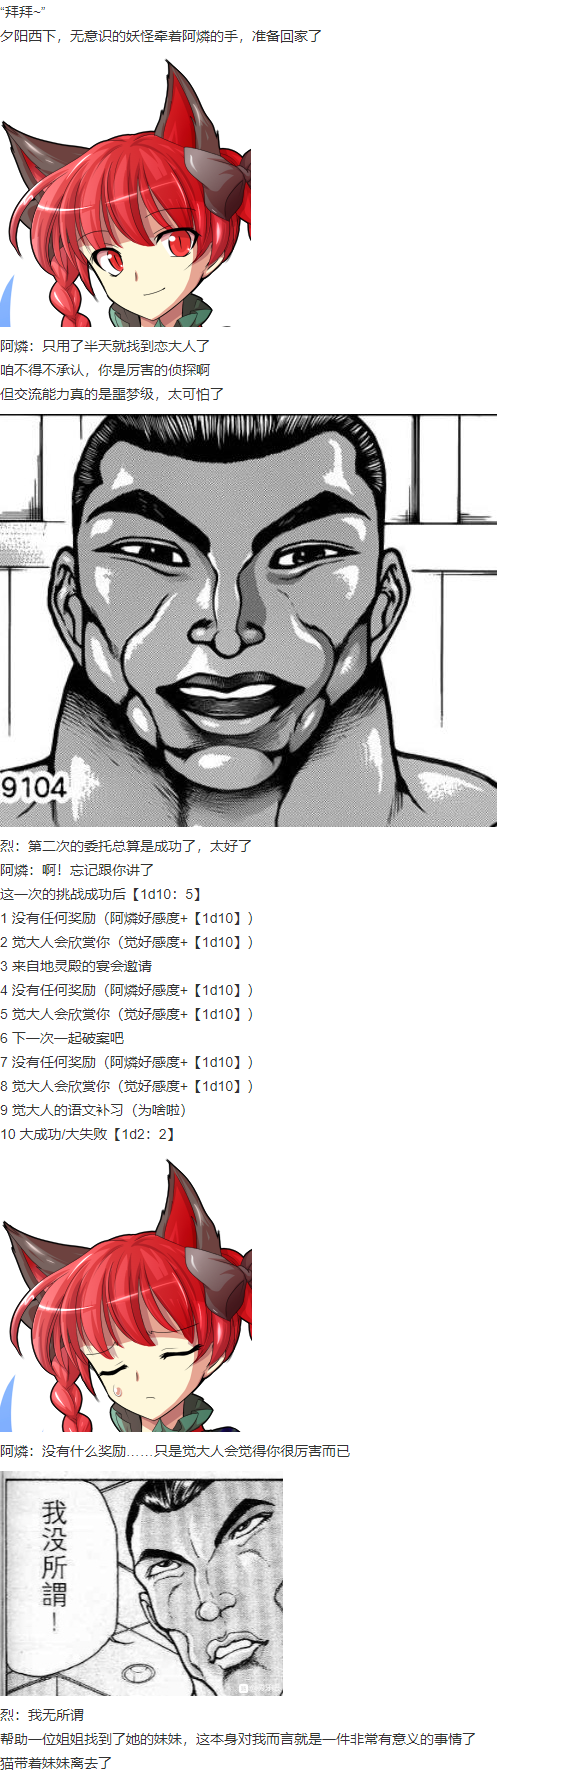 “拜拜~”
夕阳西下，无意识的妖怪牵着阿燐的手，准备回家了
阿燐：只用了半天就找到恋大人了
咱不得不承认，你是厉害的侦探啊
但交流能力真的是噩梦级，太可怕了
9104
烈：第二次的委托总算是成功了，太好了
阿燐：啊！忘记跟你讲了
这一次的挑战成功后【1d10：5】
1 没有任何奖励（阿燐好感度+【1d10】）
2 觉大人会欣赏你（觉好感度+【1d10】）
3 来自地灵殿的宴会邀请
4 没有任何奖励（阿燐好感度+【1d10】）
5 觉大人会欣赏你（觉好感度+【1d10】）
6 下一次一起破案吧
7 没有任何奖励（阿燐好感度+【1d10】）
8 觉大人会欣赏你（觉好感度+【1d10】）
9 觉大人的语文补习（为啥啦）
10 大成功/大失败【1d2：2】
阿燐：没有什么奖励……只是觉大人会觉得你很厉害而已
我没所謂！
烈：我无所谓
帮助一位姐姐找到了她的妹妹，这本身对我而言就是一件非常有意义的事情了
猫带着妹妹离去了